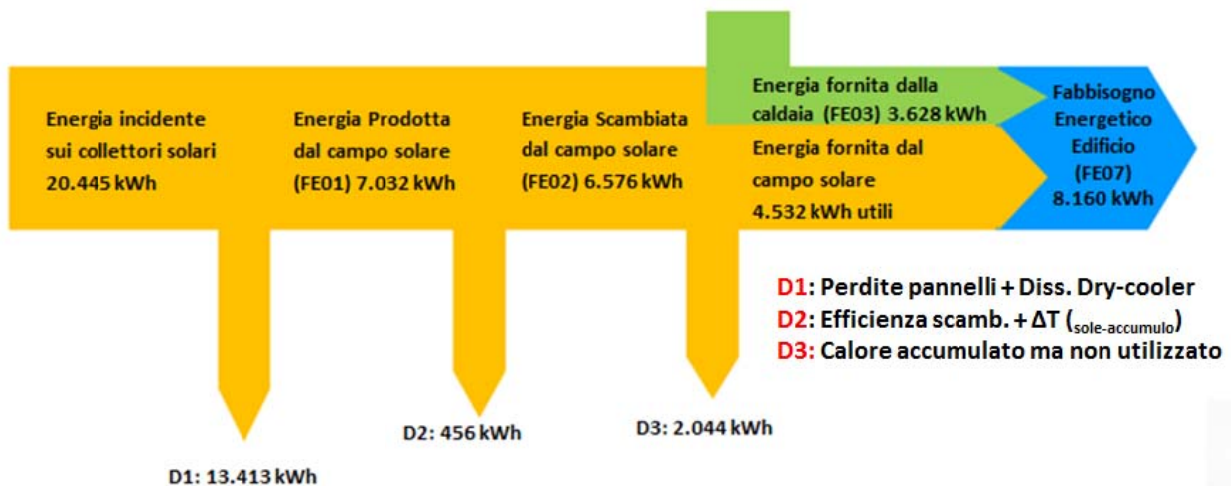 Energia incidente
sui collettori solari
20.445 kWh
Energia Prodotta
dal campo solare
(FE01) 7.032 kWh
Energia Scambiata
dal campo solare
(FE02) 6.576 kWh
Energia fornita dalla
caldaia (FE03) 3.628 kWh
Energia fornita dal
campo solare
4.532 kWh utili
Fabbisogno
Energetico
Edificio
(FE07)
8.160 kWh
D1: Perdite pannelli + Diss. Dry-cooler
D2: Efficienza scamb. + ΔT (sole-accumulo)
D3: Calore accumulato ma non utilizzato
D1: 13.413 kWh
D2: 456 kWh
D3: 2.044 kWh